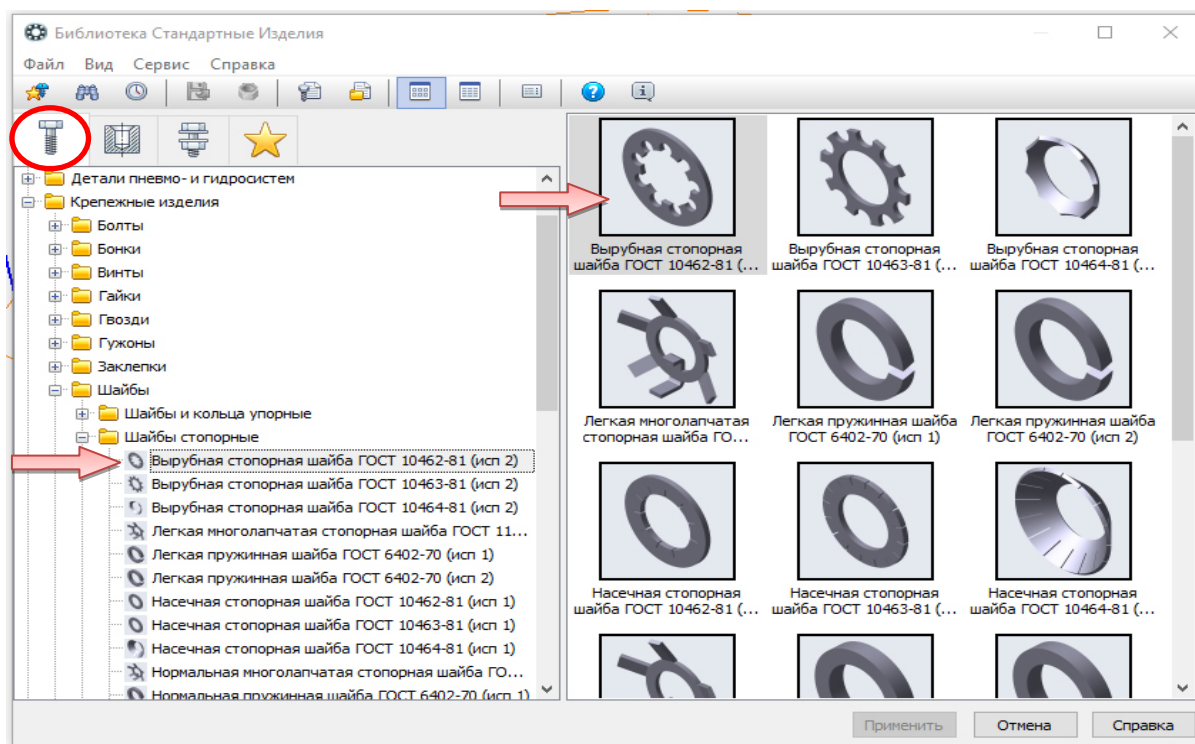 Библиотека Стандартные Изделия
Файл Вид Сервис Справка
Детали пневмо- и гидросистем
Крепежные изделия
Болты
Бонки
Винты
Гайки
Гвозди
Гужоны
Заклепки
Шайбы
Шайбы и кольца упорные
Шайбы стопорные
Вырубная стопорная шайба ГОСТ 10462-81 (исп 2)
Вырубная стопорная шайба ГОСТ 10463-81 (исп 2)
Вырубная стопорная шайба ГОСТ 10464-81 (исп 2)
Легкая многолапчатая стопорная шайба ГОСТ 11...
Легкая пружинная шайба ГОСТ 6402-70 (исп 1)
Легкая пружинная шайба ГОСТ 6402-70 (исп 2)
Насечная стопорная шайба ГОСТ 10462-81 (исп 1)
Насечная стопорная шайба ГОСТ 10463-81 (исп 1)
Насечная стопорная шайба ГОСТ 10464-81 (исп 1)
Нормальная многолапчатая стопорная шайба ГО...
Нормальная пружинная шайба ГОСТ 6402-70 (исп 1)
Вырубная стопорная
шайба ГОСТ 10462-81 (...
Вырубная стопорная
шайба ГОСТ 10463-81 (...
Вырубная стопорная
шайба ГОСТ 10464-81 (...
Легкая многолапчатая
стопорная шайба ГО...
Легкая пружинная шайба
ГОСТ 6402-70 (исп 1)
Легкая пружинная шайба
ГОСТ 6402-70 (исп 2)
Насечная стопорная
шайба ГОСТ 10462-81 (...
Насечная стопорная
шайба ГОСТ 10463-81 (...
Насечная стопорная
шайба ГОСТ 10464-81 (...
Применить Отмена Справка